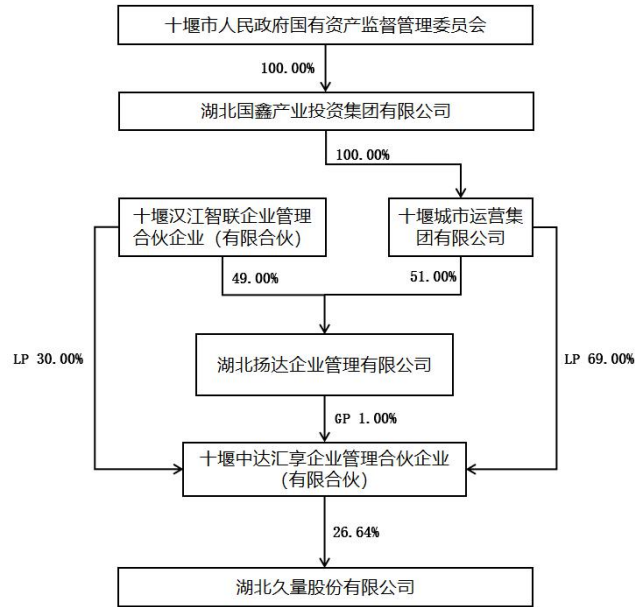 十堰市人民政府国有资产监督管理委员会
100.00%
湖北国鑫产业投资集团有限公司
100.00%
十堰汉江智联企业管理
合伙企业（有限合伙）
十堰城市运营集
团有限公司
49.00%
51.00%
LP 30.00%
湖北扬达企业管理有限公司
LP 69.00%
GP 1.00%
十堰中达汇享企业管理合伙企业
（有限合伙）
26.64%
湖北久量股份有限公司